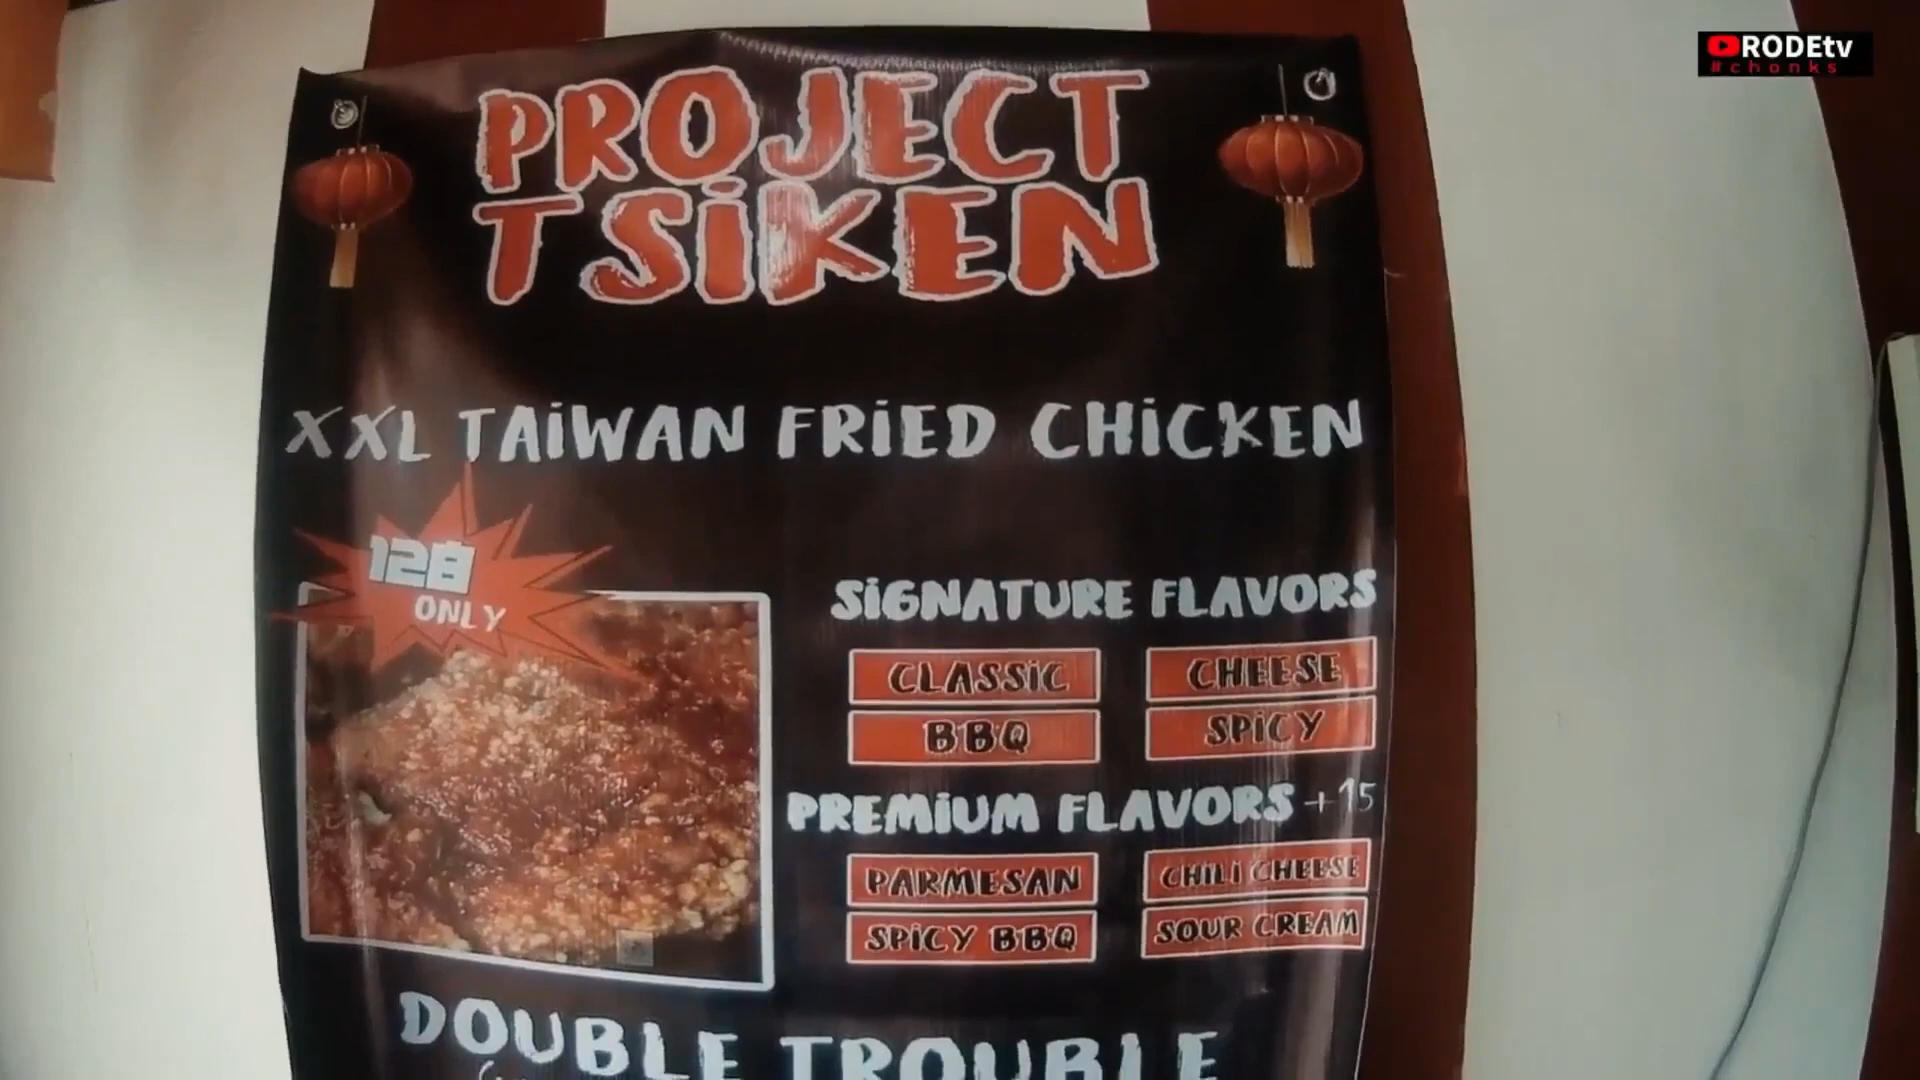 RODEtv
#chonks
PROJECT
TSiKEN
XXL TAiWAN FRiED CHiCKEN
128
ONLY
SiGNATURE FLAVORS
CLASSiC CHEESE
BBQ SPiCY
PREMiUM FLAVORS +15
PARMESAN CHILI CHEESE
SPiCY BBQ SOUR CREAM
DOUBLE TROUBLE